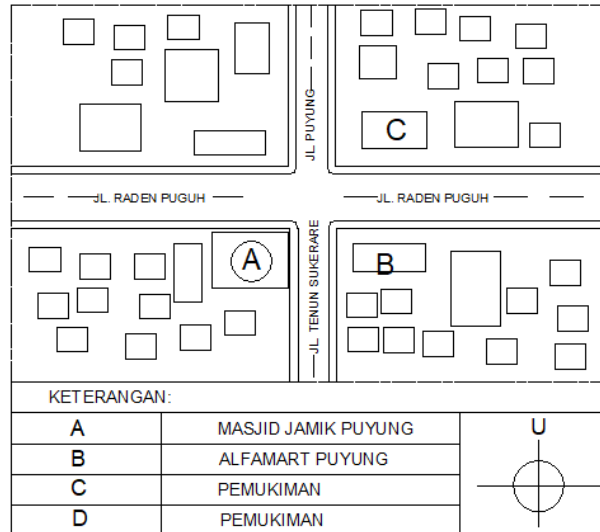 JL. PUYUNG
C
JL. RADEN PUGUH
JL. RADEN PUGUH
A
JL. TENUN SUKERARE
B
KETERANGAN:
A MASJID JAMIK PUYUNG
B ALFAMART PUYUNG
C PEMUKIMAN
D PEMUKIMAN
U